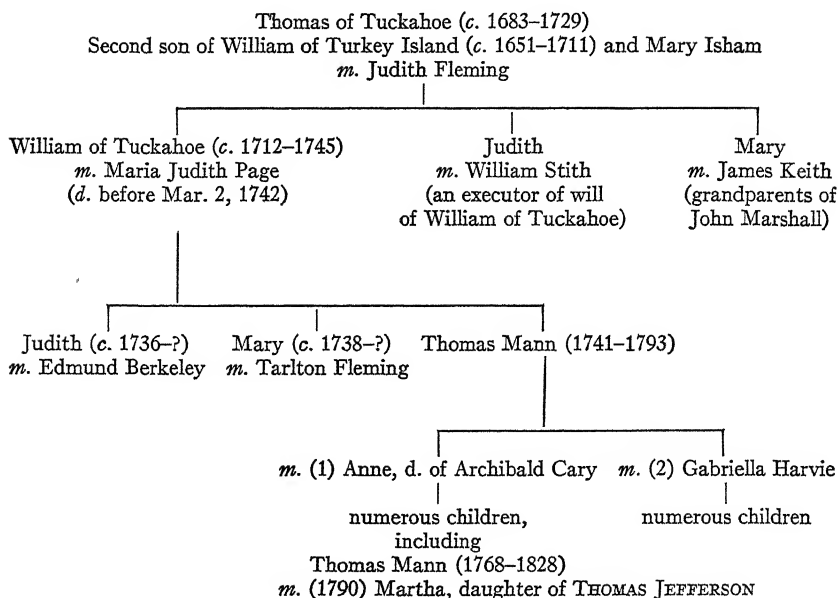 Thomas of Tuckahoe (c. 1683–1729)
Second son of William of Turkey Island (c. 1651–1711) and Mary Isham
m. Judith Fleming
William of Tuckahoe (c. 1712–1745)
m. Maria Judith Page
(d. before Mar. 2, 1742)
Judith
m. William Stith
(an executor of will
of William of Tuckahoe)
Mary
m. James Keith
(grandparents of
John Marshall)
Judith (c. 1736–?)
m. Edmund Berkeley
Mary (c. 1738–?)
m. Tarlton Fleming
Thomas Mann (1741–1793)
m. (1) Anne, d. of Archibald Cary
numerous children,
including
Thomas Mann (1768–1828)
m. (1790) Martha, daughter of THOMAS JEFFERSON
m. (2) Gabriella Harvie
numerous children